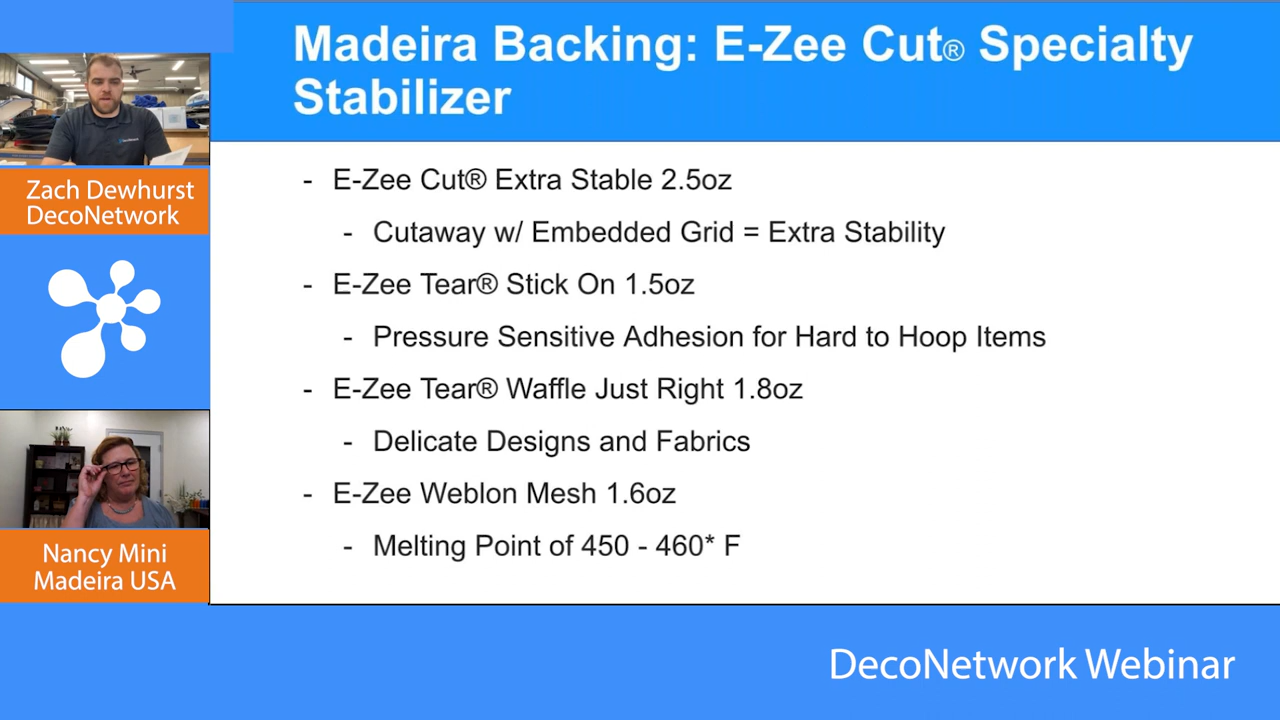 Madeira Backing: E-Zee Cut® Specialty
Stabilizer
Zach Dewhurst
DecoNetwork
Nancy Mini
Madeira USA
- E-Zee Cut® Extra Stable 2.5oz
- Cutaway w/ Embedded Grid = Extra Stability
- E-Zee Tear® Stick On 1.5oz
- Pressure Sensitive Adhesion for Hard to Hoop Items
- E-Zee Tear® Waffle Just Right 1.8oz
- Delicate Designs and Fabrics
- E-Zee Weblon Mesh 1.6oz
- Melting Point of 450 - 460* F
DecoNetwork Webinar